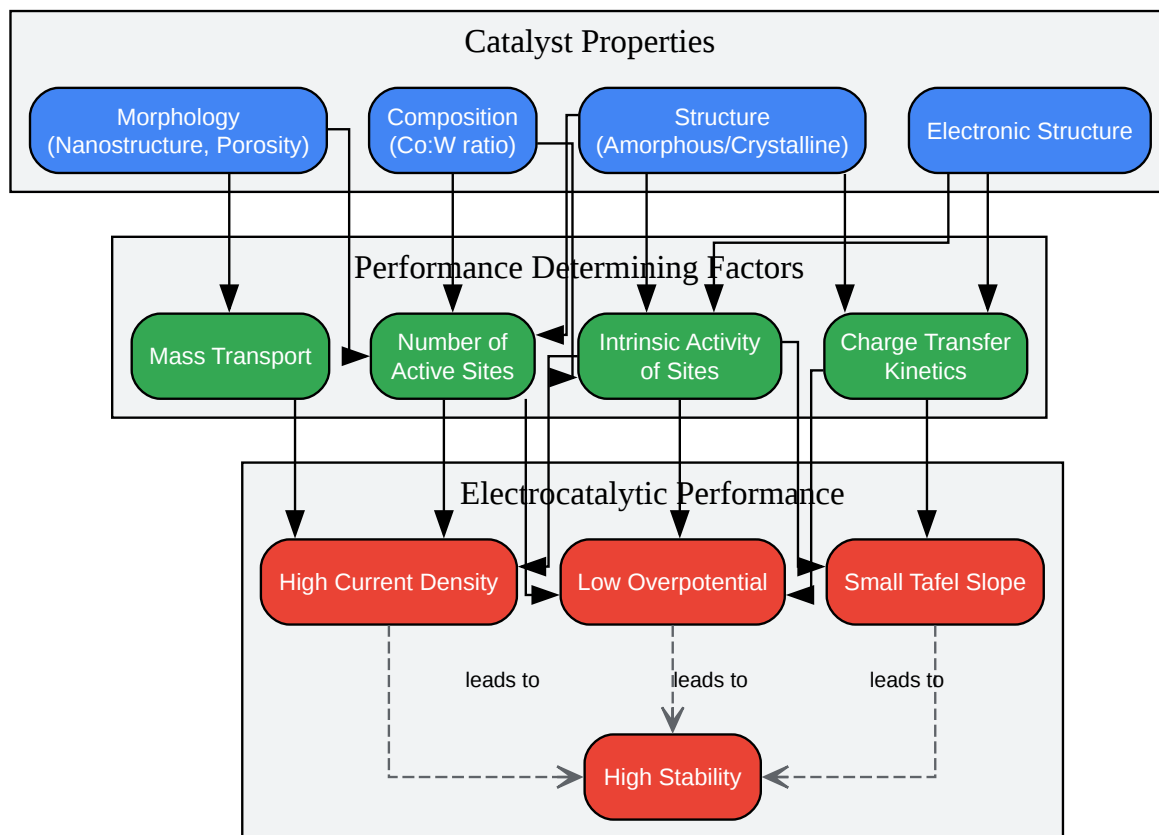 Catalyst Properties
Morphology
(Nanostructure, Porosity)
Composition
(Co:W ratio)
Structure
(Amorphous/Crystalline)
Electronic Structure
Performance Determining Factors
Mass Transport
Number of
Active Sites
Intrinsic Activity
of Sites
Charge Transfer
Kinetics
Electrocatalytic Performance
High Current Density
Low Overpotential
Small Tafel Slope
leads to
leads to
leads to
High Stability